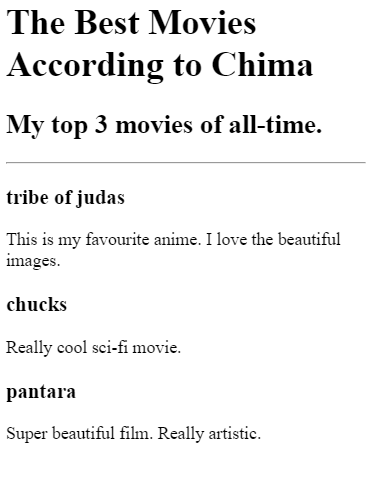 The Best Movies
According to Chima
My top 3 movies of all-time.
tribe of judas
This is my favourite anime. I love the beautiful
images.
chucks
Really cool sci-fi movie.
pantara
Super beautiful film. Really artistic.